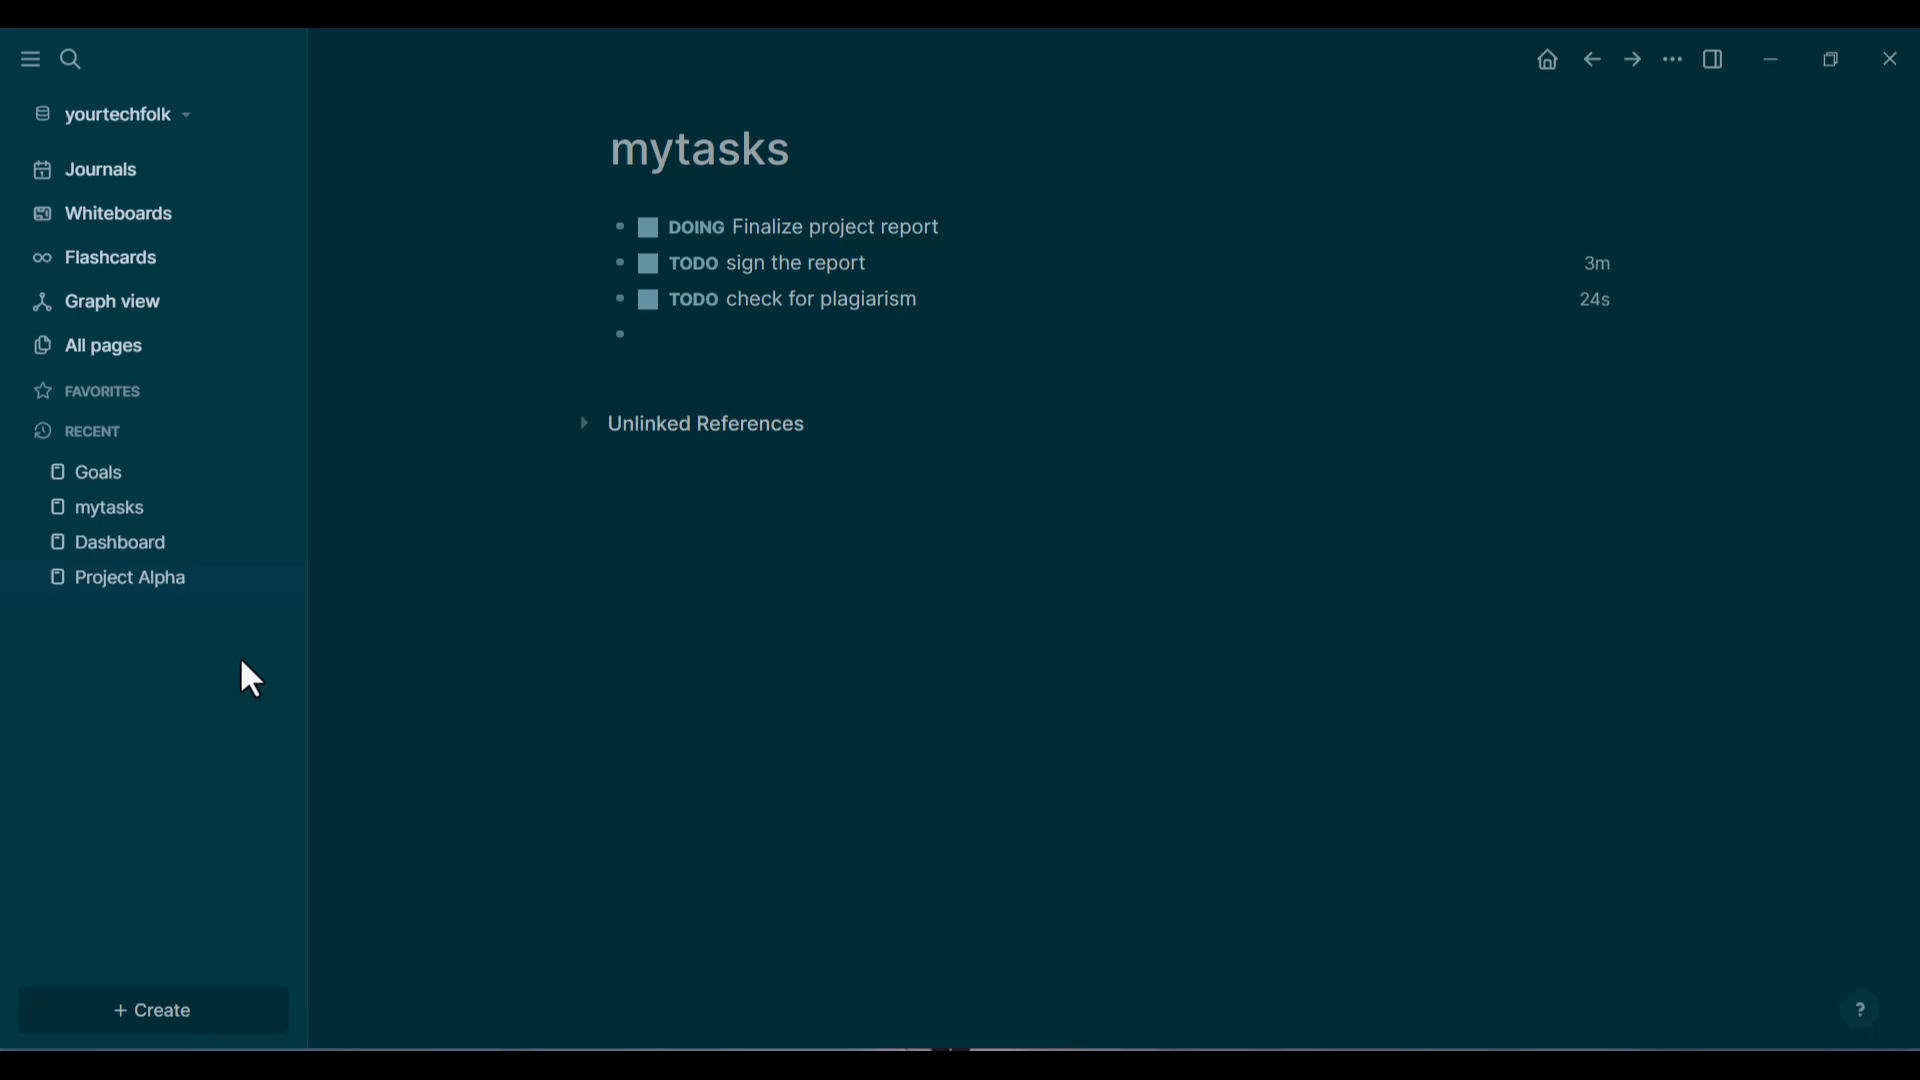 yourtechfolk
Journals
Whiteboards
Flashcards
Graph view
All pages
FAVORITES
RECENT
Goals
mytasks
Dashboard
Project Alpha
+ Create
mytasks
DOING Finalize project report
TODO sign the report 3m
TODO check for plagiarism 24s
Unlinked References
?